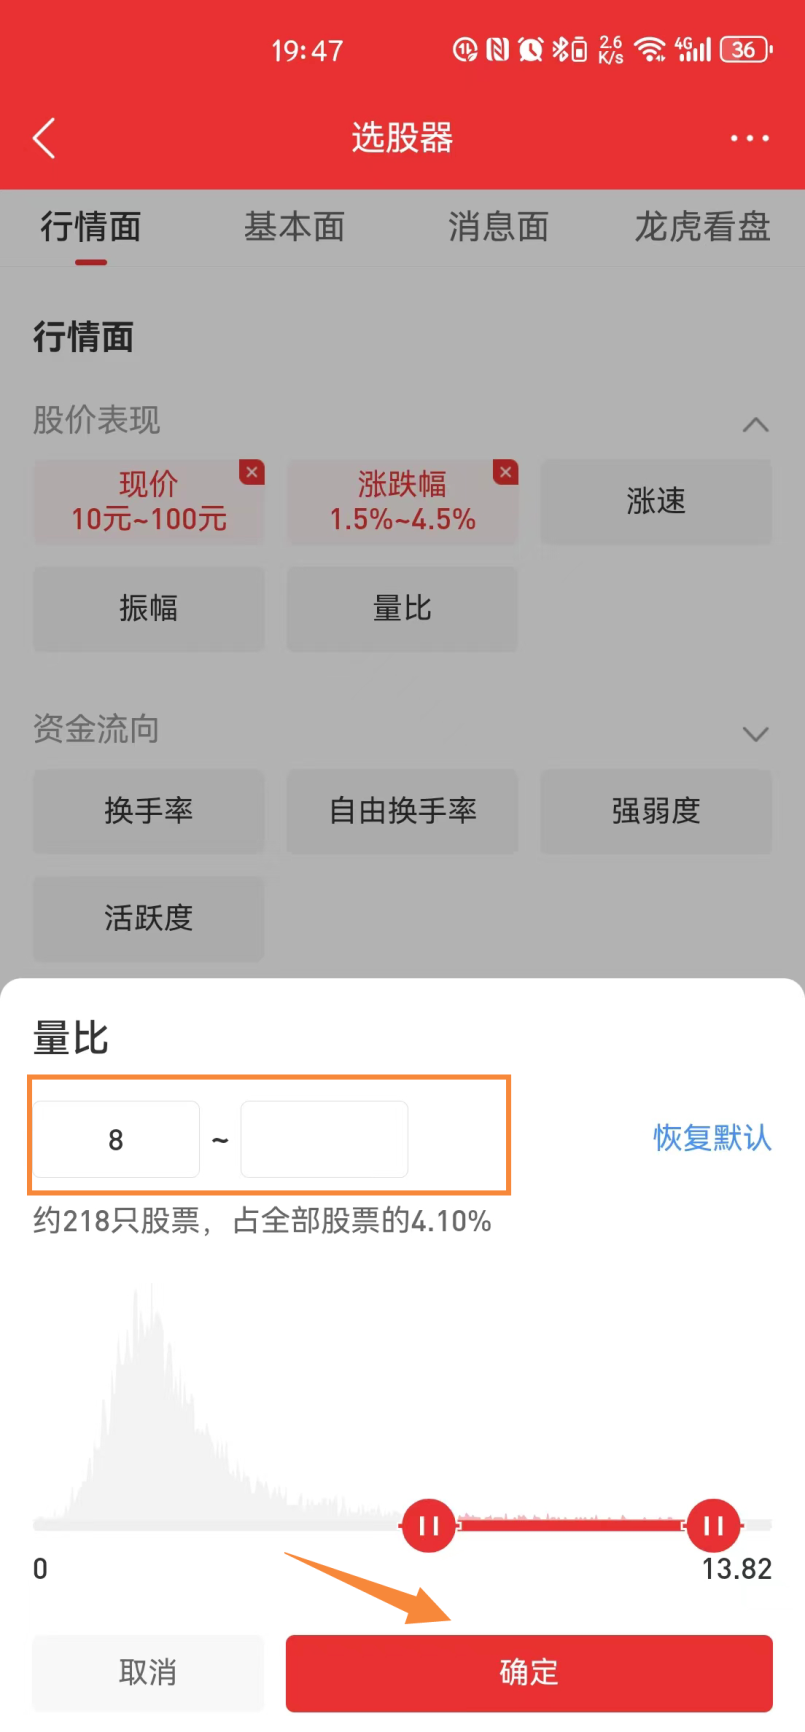 19:47
2.6
K/s
4G
36
选股器
行情面 基本面 消息面 龙虎看盘
行情面
股价表现
现价
10元~100元
涨跌幅
1.5%~4.5%
涨速
振幅 量比
资金流向
换手率 自由换手率 强弱度
活跃度
量比
8 ~
恢复默认
约218只股票，占全部股票的4.10%
0 13.82
取消 确定